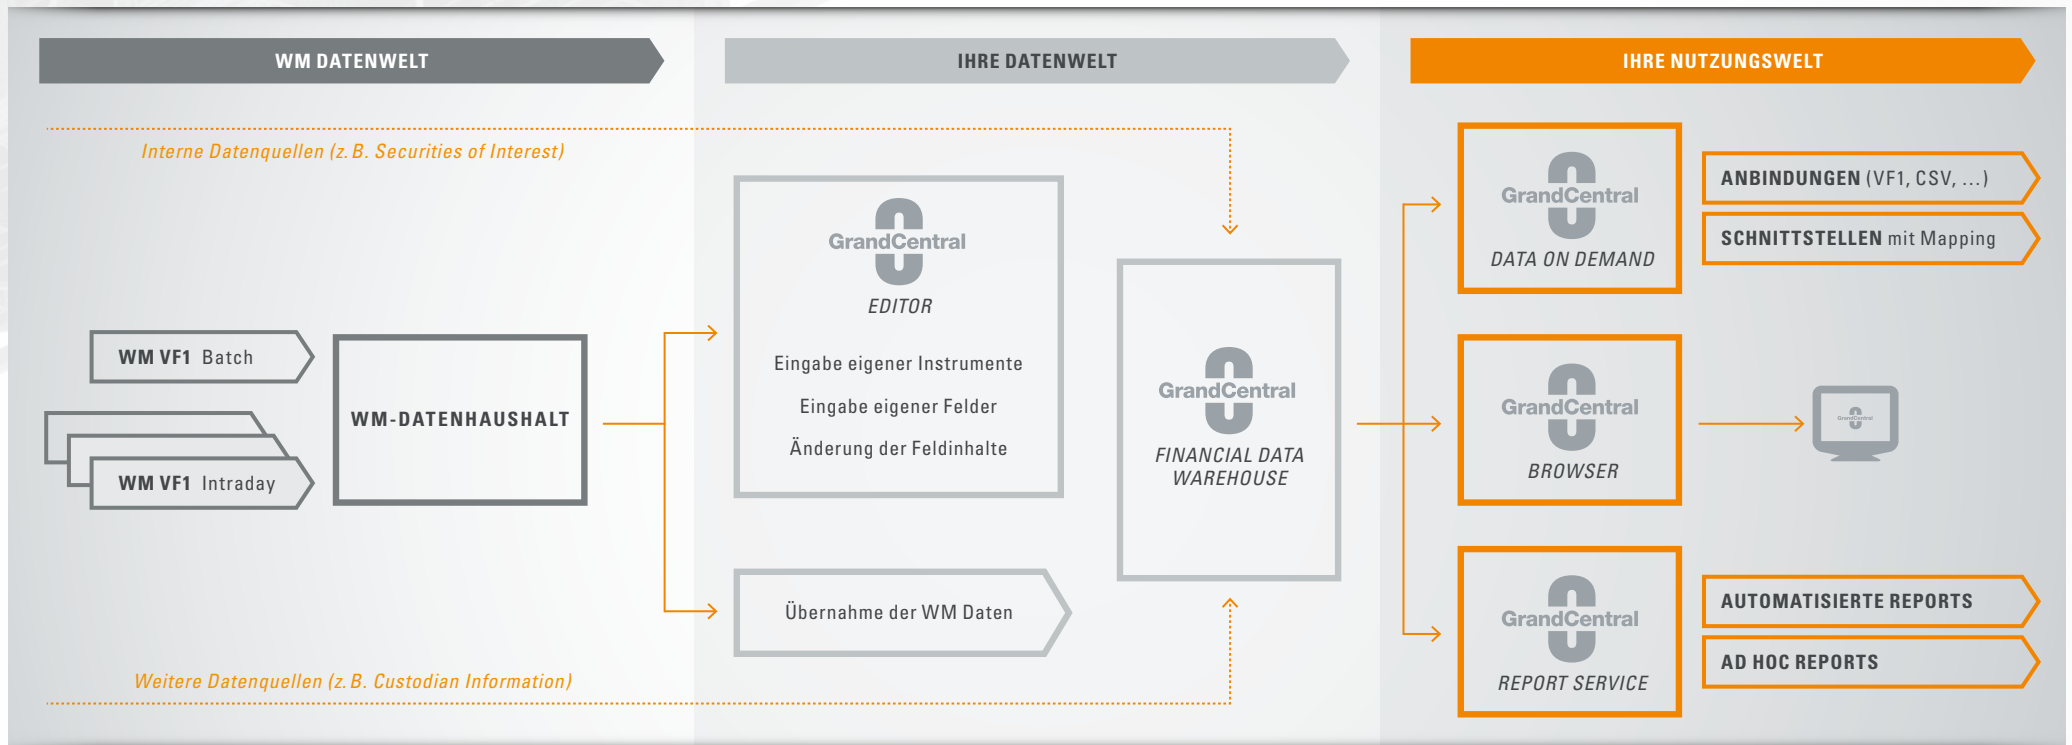 WM DATENWELT
IHRE DATENWELT
IHRE NUTZUNGSWELT
Interne Datenquellen (z. B. Securities of Interest)
WM VF1 Batch
WM VF1 Intraday
WM-DATENHAUSHALT
GrandCentral
EDITOR
Eingabe eigener Instrumente
Eingabe eigener Felder
Änderung der Feldinhalte
Übernahme der WM Daten
Weitere Datenquellen (z. B. Custodian Information)
GrandCentral
FINANCIAL DATA
WAREHOUSE
GrandCentral
DATA ON DEMAND
ANBINDUNGEN (VF1, CSV, ...)
SCHNITTSTELLEN mit Mapping
GrandCentral
BROWSER
GrandCentral
GrandCentral
REPORT SERVICE
AUTOMATISIERTE REPORTS
AD HOC REPORTS